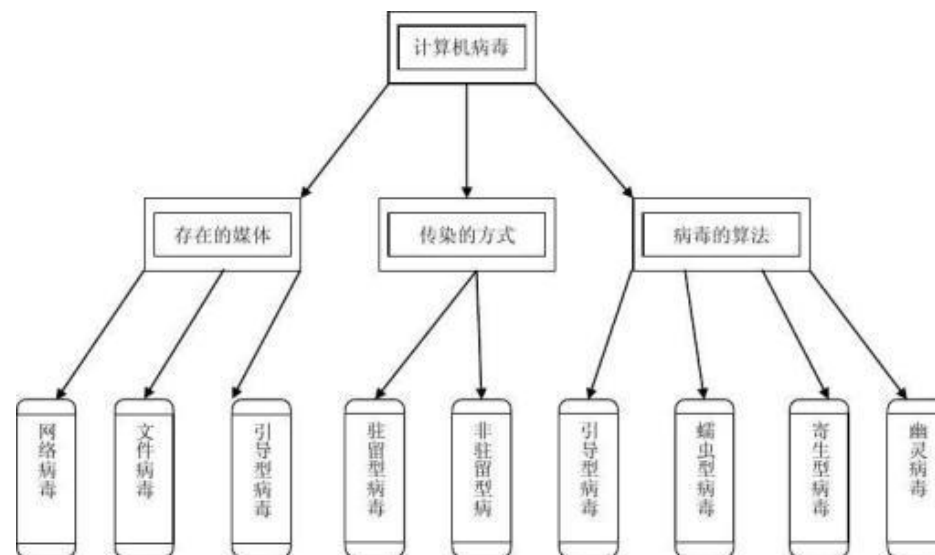 计算机病毒
存在的媒体
传染的方式
病毒的算法
网络病毒
文件病毒
引导型病毒
驻留型病毒
非驻留型病
引导型病毒
蠕虫型病毒
寄生型病毒
幽灵病毒